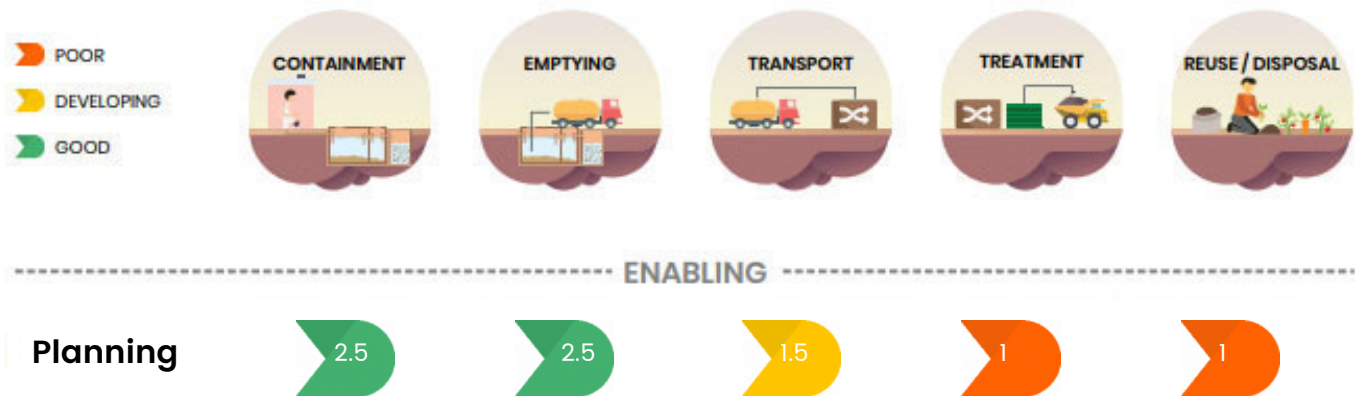 POOR
DEVELOPING
GOOD
CONTAINMENT
EMPTYING
TRANSPORT
TREATMENT
REUSE / DISPOSAL
ENABLING
Planning 2.5 2.5 1.5 1 1